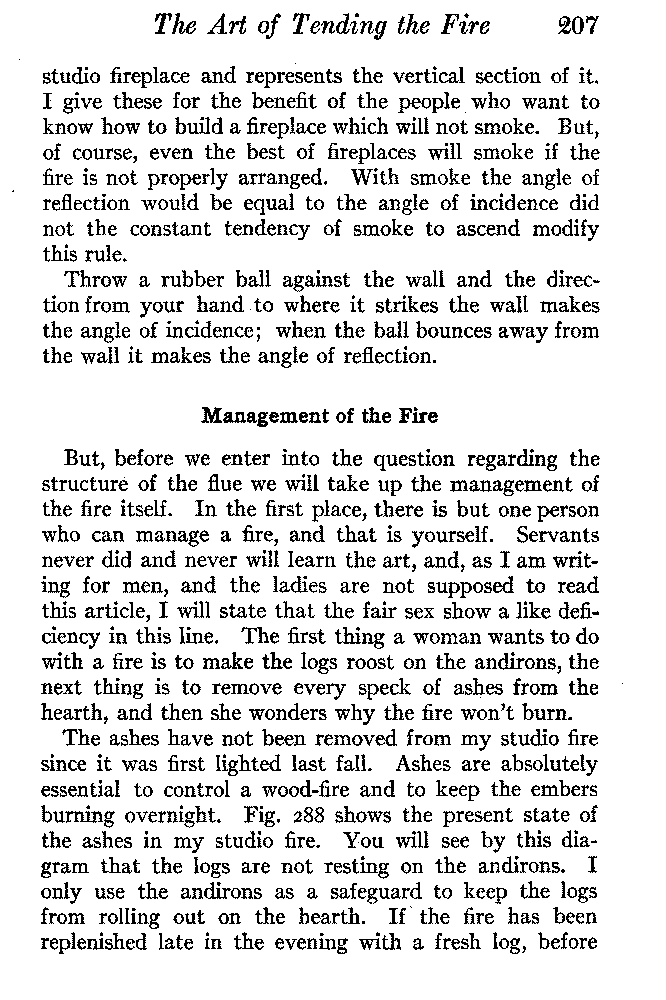 The Art of Tending the Fire 207
studio fireplace and represents the vertical section of it.
I give these for the benefit of the people who want to
know how to build a fireplace which will not smoke. But,
of course, even the best of fireplaces will smoke if the
fire is not properly arranged. With smoke the angle of
reflection would be equal to the angle of incidence did
not the constant tendency of smoke to ascend modify
this rule.
Throw a rubber ball against the wall and the direc-
tion from your hand to where it strikes the wall makes
the angle of incidence; when the ball bounces away from
the wall it makes the angle of reflection.
Management of the Fire
But, before we enter into the question regarding the
structure of the flue we will take up the management of
the fire itself. In the first place, there is but one person
who can manage a fire, and that is yourself. Servants
never did and never will learn the art, and, as I am writ-
ing for men, and the ladies are not supposed to read
this article, I will state that the fair sex show a like defi-
ciency in this line. The first thing a woman wants to do
with a fire is to make the logs roost on the andirons, the
next thing is to remove every speck of ashes from the
hearth, and then she wonders why the fire won't burn.
The ashes have not been removed from my studio fire
since it was first lighted last fall. Ashes are absolutely
essential to control a wood-fire and to keep the embers
burning overnight. Fig. 288 shows the present state of
the ashes in my studio fire. You will see by this dia-
gram that the logs are not resting on the andirons. I
only use the andirons as a safeguard to keep the logs
from rolling out on the hearth. If the fire has been
replenished late in the evening with a fresh log, before